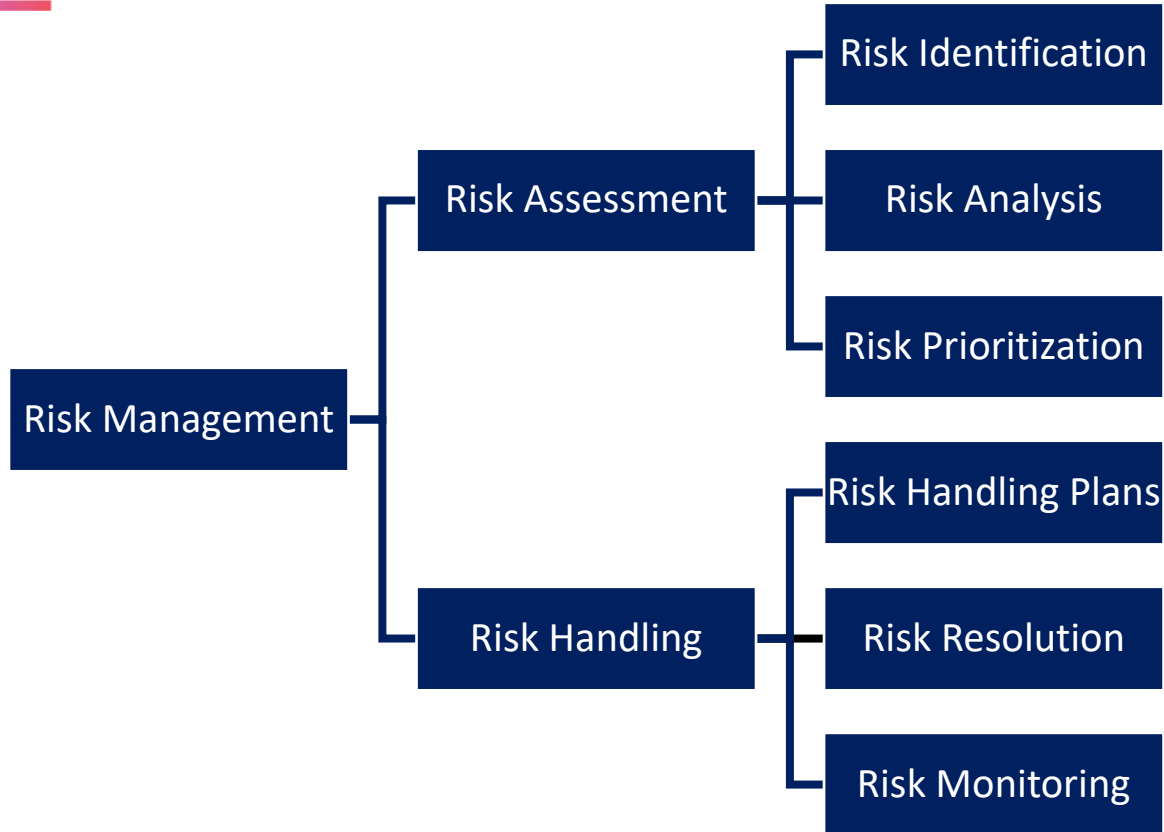 Risk Management
Risk Assessment
Risk Identification
Risk Analysis
Risk Prioritization
Risk Handling
Risk Handling Plans
Risk Resolution
Risk Monitoring